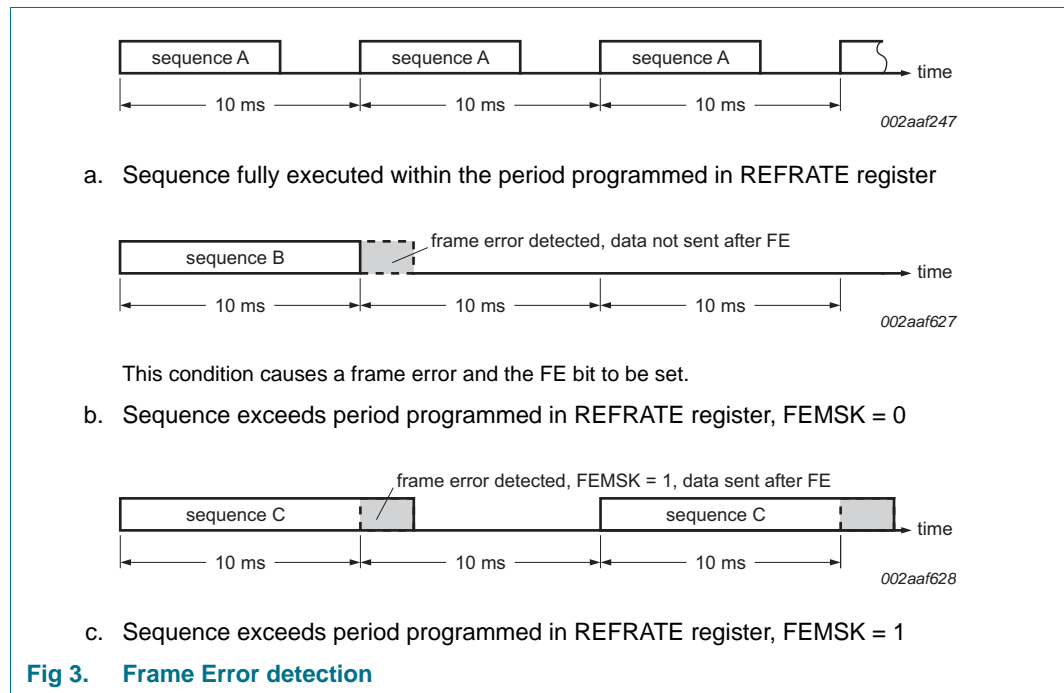 sequence A sequence A sequence A
time
10 ms 10 ms 10 ms
002aaf247
a. Sequence fully executed within the period programmed in REFRATE register
frame error detected, data not sent after FE
sequence B
time
10 ms 10 ms 10 ms
002aaf627
This condition causes a frame error and the FE bit to be set.
b. Sequence exceeds period programmed in REFRATE register, FEMSK = 0
frame error detected, FEMSK = 1, data sent after FE
sequence C sequence C
time
10 ms 10 ms 10 ms
002aaf628
c. Sequence exceeds period programmed in REFRATE register, FEMSK = 1
Fig 3. Frame Error detection